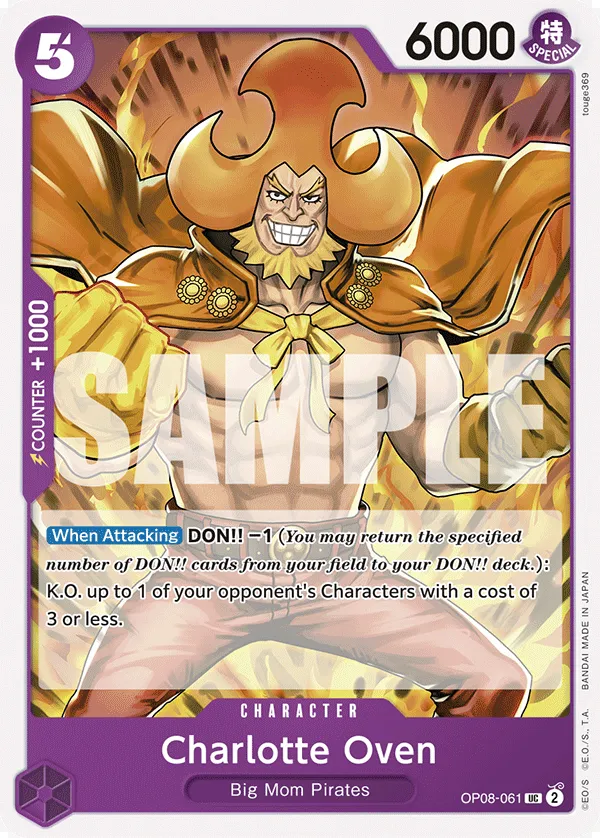 5
6000
特
SPECIAL
touge369
COUNTER +1000
SAMPLE
When Attacking DON!! −1 (You may return the specified
number of DON!! cards from your field to your DON!! deck.):
K.O. up to 1 of your opponent's Characters with a cost of
3 or less.
CHARACTER
Charlotte Oven
Big Mom Pirates
OP08-061 UC 2
©EO/S ©E.O./S., T.A. BANDAI MADE IN JAPAN